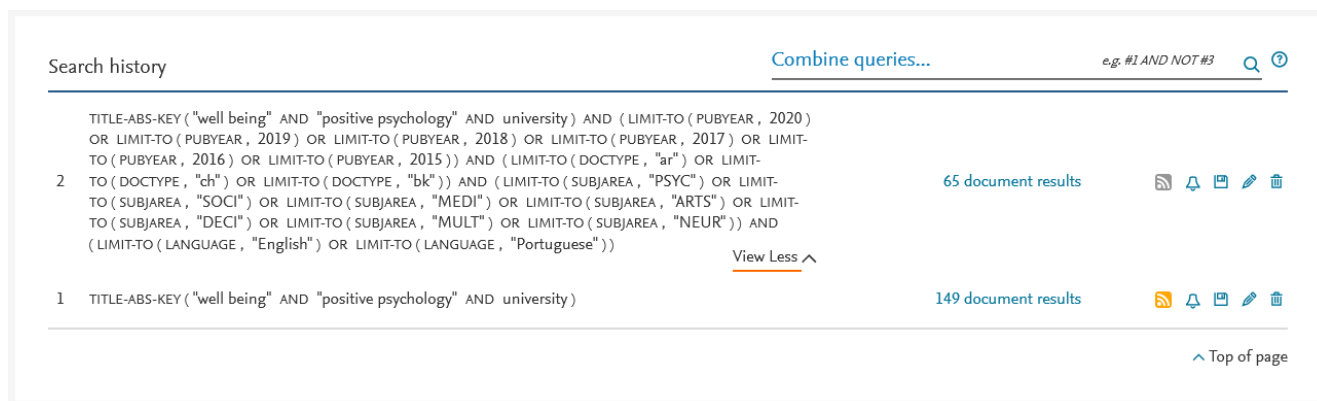 Search history
Combine queries...
e.g. #1 AND NOT #3
TITLE-ABS-KEY ( "well being" AND "positive psychology" AND university ) AND ( LIMIT-TO ( PUBYEAR , 2020 )
OR LIMIT-TO ( PUBYEAR , 2019 ) OR LIMIT-TO ( PUBYEAR , 2018 ) OR LIMIT-TO ( PUBYEAR , 2017 ) OR LIMIT-
TO ( PUBYEAR , 2016 ) OR LIMIT-TO ( PUBYEAR , 2015 ) ) AND ( LIMIT-TO ( DOCTYPE , "ar" ) OR LIMIT-
2 TO ( DOCTYPE , "ch" ) OR LIMIT-TO ( DOCTYPE , "bk" ) ) AND ( LIMIT-TO ( SUBJAREA , "PSYC" ) OR LIMIT- 65 document results
TO ( SUBJAREA , "SOCI" ) OR LIMIT-TO ( SUBJAREA , "MEDI" ) OR LIMIT-TO ( SUBJAREA , "ARTS" ) OR LIMIT-
TO ( SUBJAREA , "DECI" ) OR LIMIT-TO ( SUBJAREA , "MULT" ) OR LIMIT-TO ( SUBJAREA , "NEUR" ) ) AND
( LIMIT-TO ( LANGUAGE , "English" ) OR LIMIT-TO ( LANGUAGE , "Portuguese" ) )
View Less
1 TITLE-ABS-KEY ( "well being" AND "positive psychology" AND university ) 149 document results
Top of page